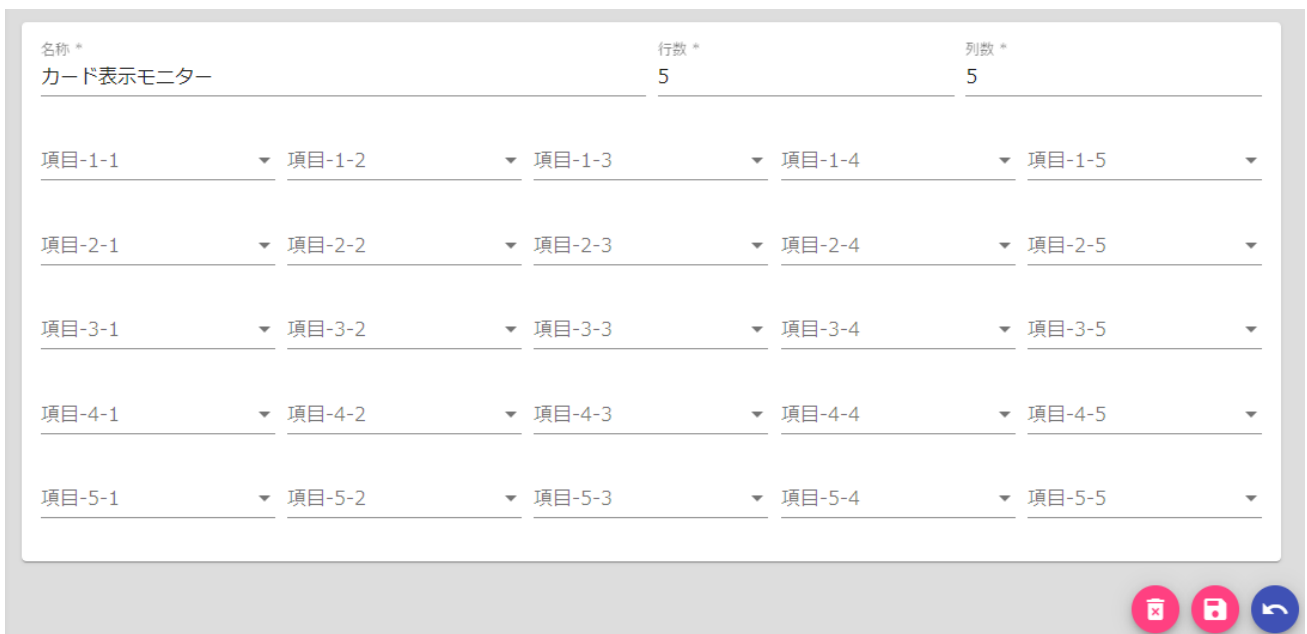 名称 * 行数 * 列数 *
カード表示モニター 5 5
項目-1-1 項目-1-2 項目-1-3 項目-1-4 項目-1-5
項目-2-1 項目-2-2 項目-2-3 項目-2-4 項目-2-5
項目-3-1 項目-3-2 項目-3-3 項目-3-4 項目-3-5
項目-4-1 項目-4-2 項目-4-3 項目-4-4 項目-4-5
項目-5-1 項目-5-2 項目-5-3 項目-5-4 項目-5-5